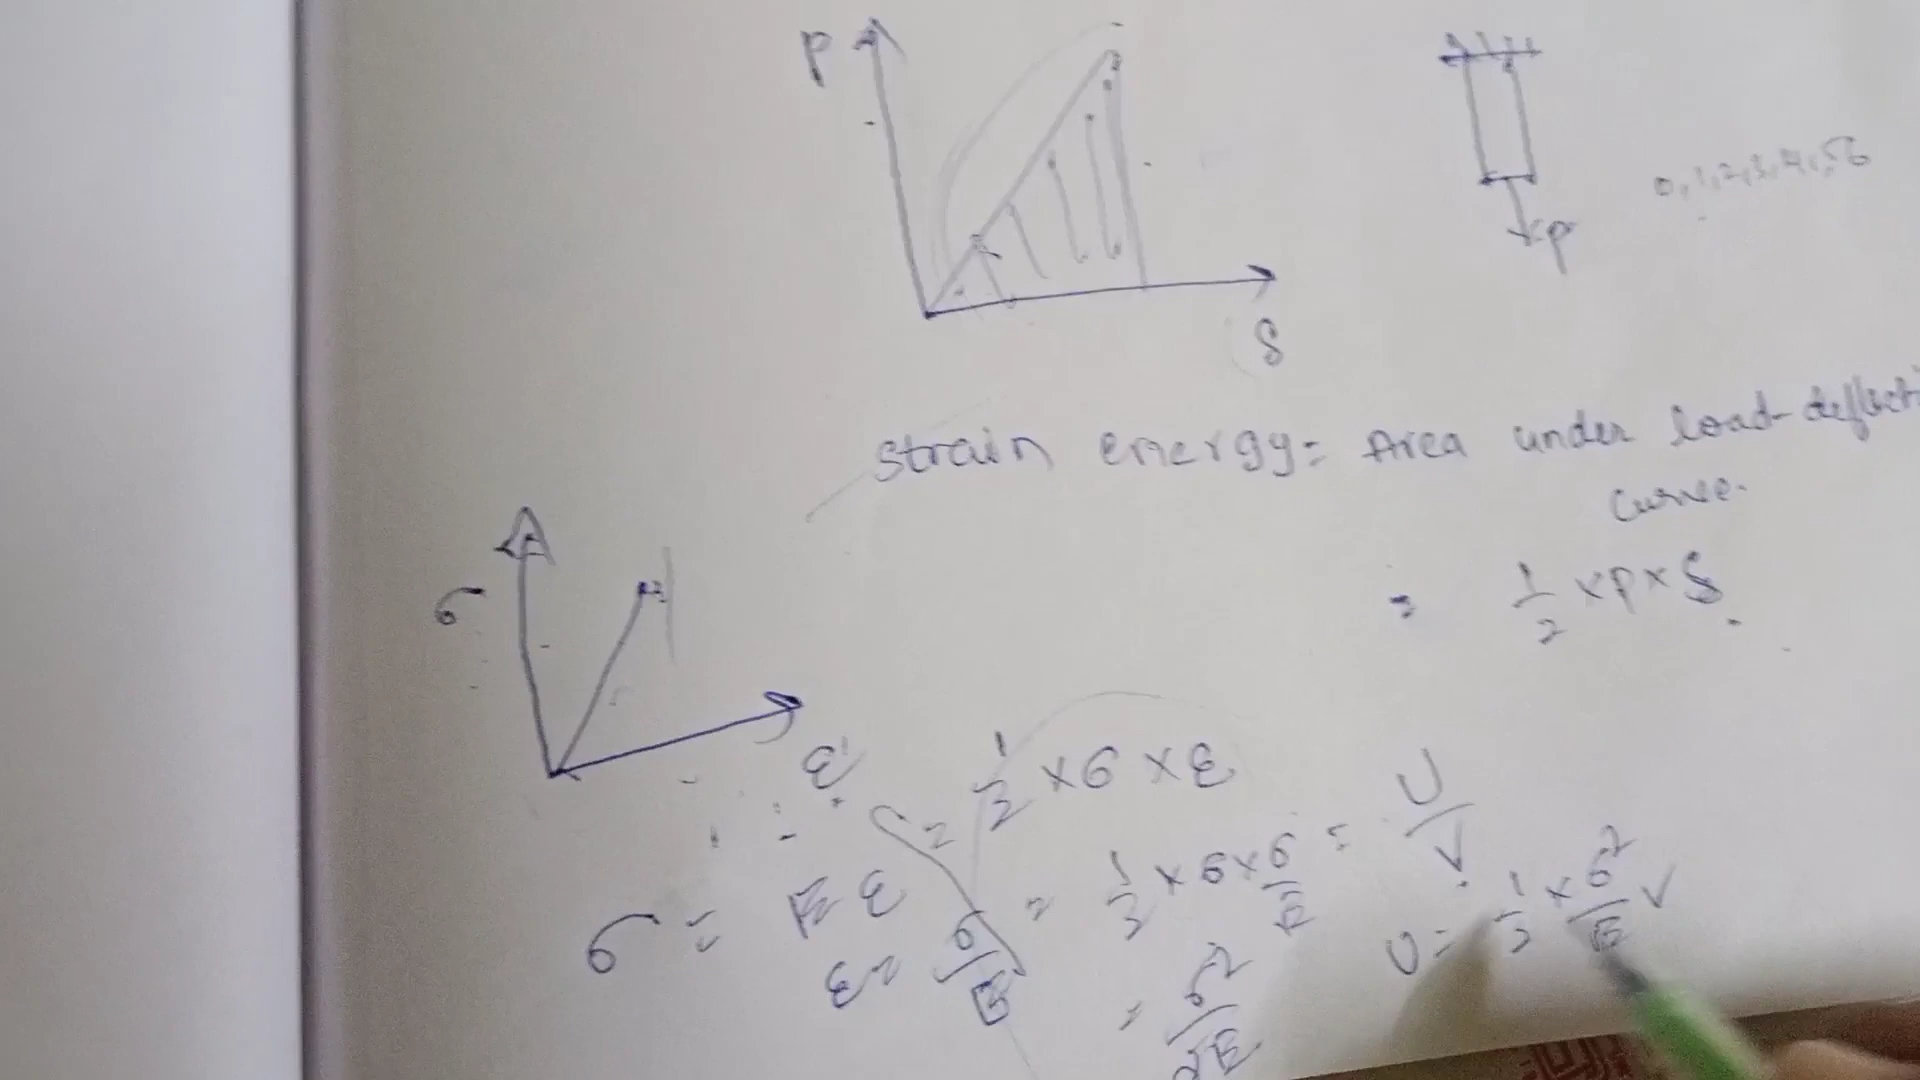 P
P
0,1,2,3,4,5,6
δ
Strain energy = Area under load-deflecti
curve.
= 1/2 × P × δ
σ
ε
= 1/2 × σ × ε
σ = E ε
= 1/2 × σ × σ/E = U/V
ε = σ/E
U = 1/2 × σ²/E V
= σ²/2E